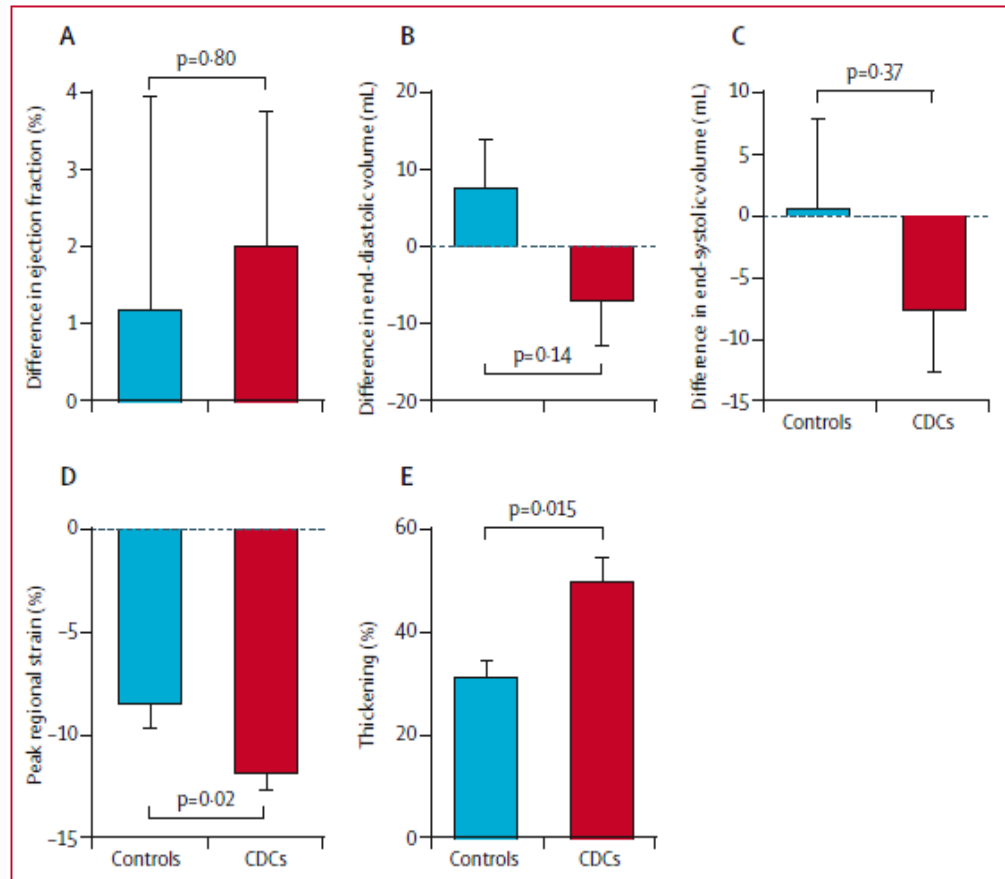 A
p=0·80
Difference in ejection fraction (%)
4
3
2
1
0
B
Difference in end-diastolic volume (mL)
20
10
0
–10
–20
p=0·14
C
p=0·37
Difference in end-systolic volume (mL)
10
5
0
–5
–10
–15
Controls CDCs
D
Peak regional strain (%)
0
–5
–10
–15
p=0·02
Controls CDCs
E
p=0·015
Thickening (%)
60
40
20
0
Controls CDCs